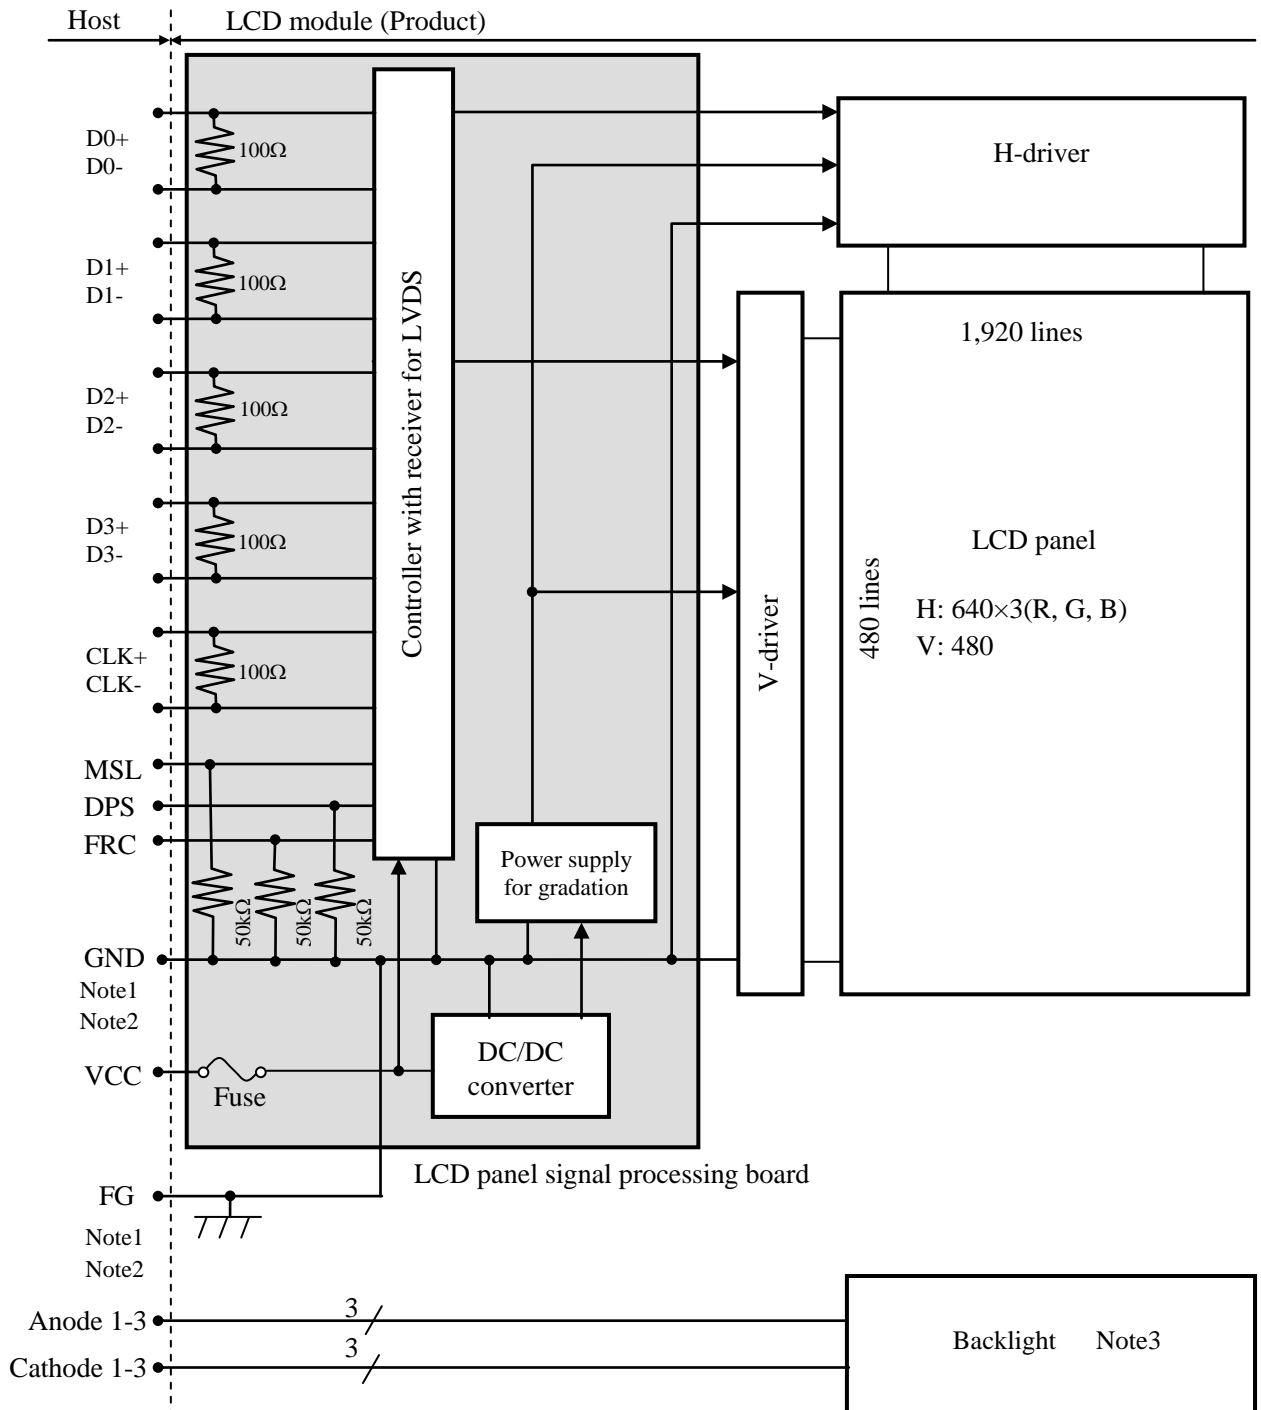 Host
LCD module (Product)
D0+
D0-
100Ω
D1+
D1-
100Ω
D2+
D2-
100Ω
D3+
D3-
100Ω
CLK+
CLK-
100Ω
MSL
DPS
FRC
50kΩ
50kΩ
50kΩ
GND
Note1
Note2
VCC
Fuse
FG
Note1
Note2
Anode 1-3
3
Cathode 1-3
3
Controller with receiver for LVDS
Power supply
for gradation
DC/DC
converter
LCD panel signal processing board
H-driver
V-driver
1,920 lines
480 lines
LCD panel
H: 640×3(R, G, B)
V: 480
Backlight Note3